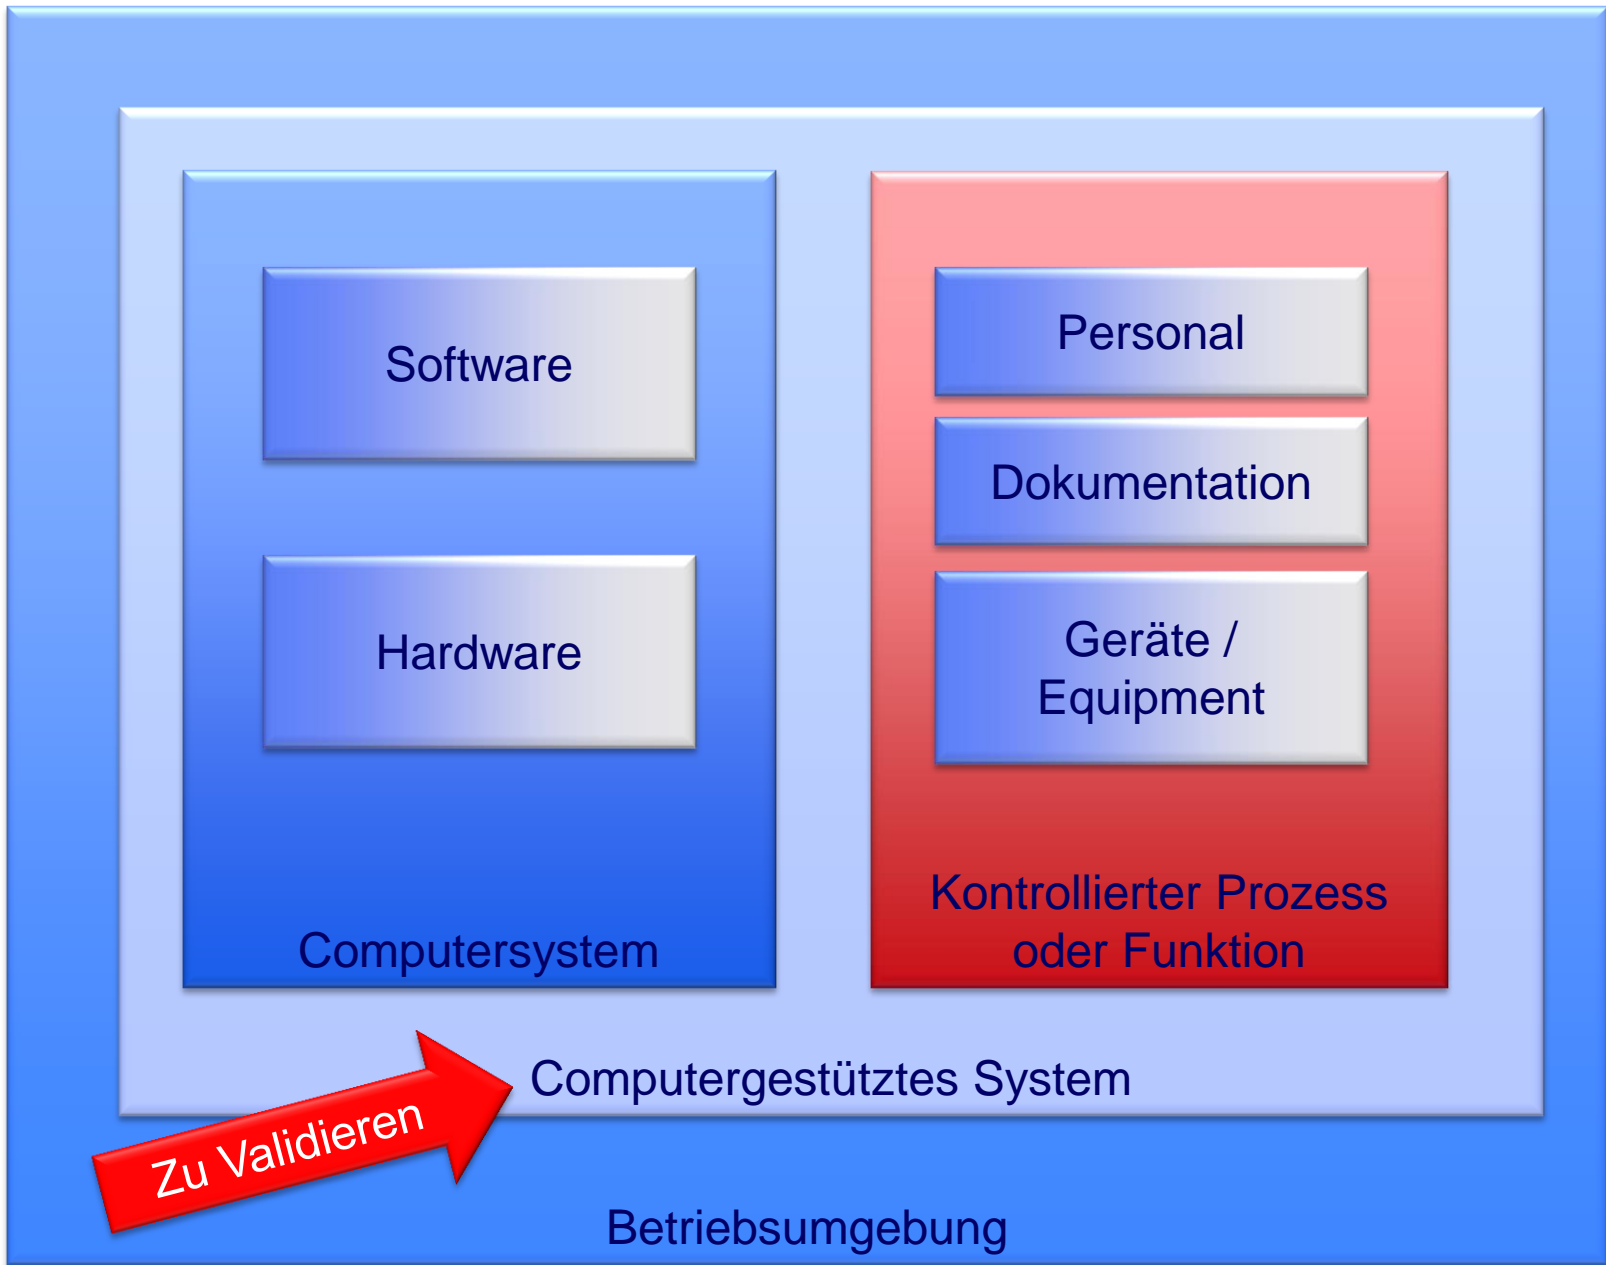 Software
Hardware
Computersystem
Personal
Dokumentation
Geräte /
Equipment
Kontrollierter Prozess
oder Funktion
Computergestütztes System
Zu Validieren
Betriebsumgebung